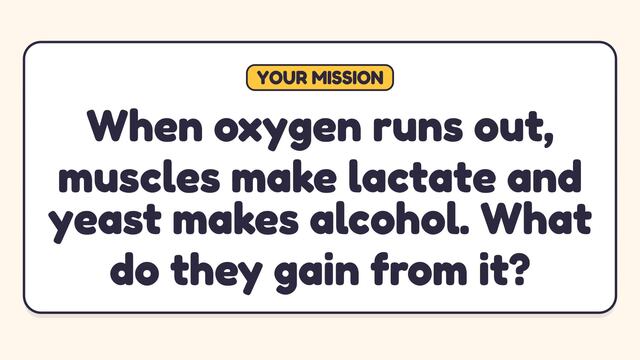 YOUR MISSION
When oxygen runs out,
muscles make lactate and
yeast makes alcohol. What
do they gain from it?